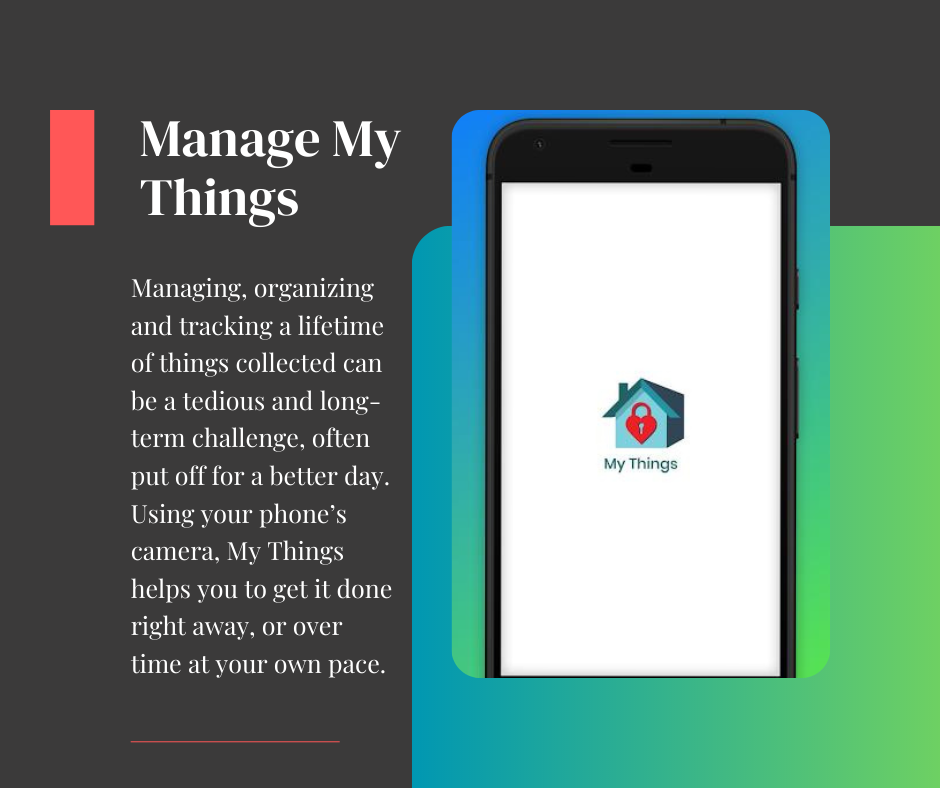 Manage My
Things
Managing, organizing
and tracking a lifetime
of things collected can
be a tedious and long-
term challenge, often
put off for a better day.
Using your phone’s
camera, My Things
helps you to get it done
right away, or over
time at your own pace.
My Things